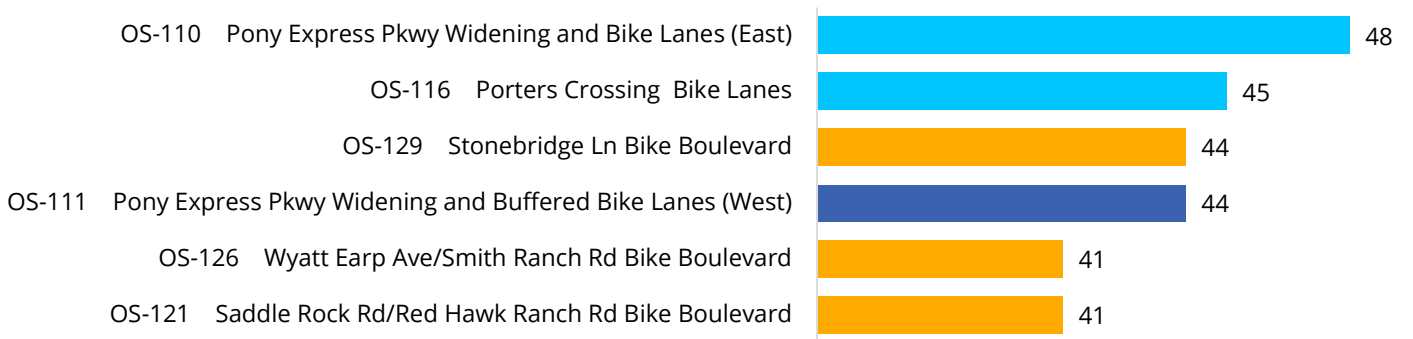 OS-110 Pony Express Pkwy Widening and Bike Lanes (East) 48
OS-116 Porters Crossing Bike Lanes 45
OS-129 Stonebridge Ln Bike Boulevard 44
OS-111 Pony Express Pkwy Widening and Buffered Bike Lanes (West) 44
OS-126 Wyatt Earp Ave/Smith Ranch Rd Bike Boulevard 41
OS-121 Saddle Rock Rd/Red Hawk Ranch Rd Bike Boulevard 41